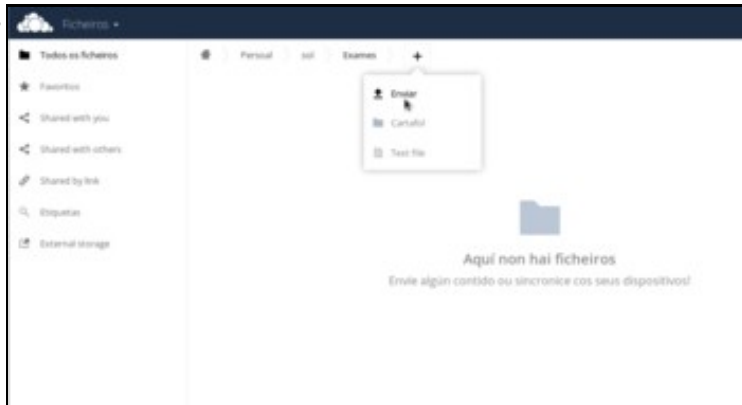 Ficheiros
Todos os ficheiros
Persoal sol Exames +
Favoritos
Enviar
Shared with you
Cartafol
Shared with others
Text file
Shared by link
Etiquetas
External storage
Aquí non hai ficheiros
Envíe algún contido ou sincronice cos seus dispositivos!